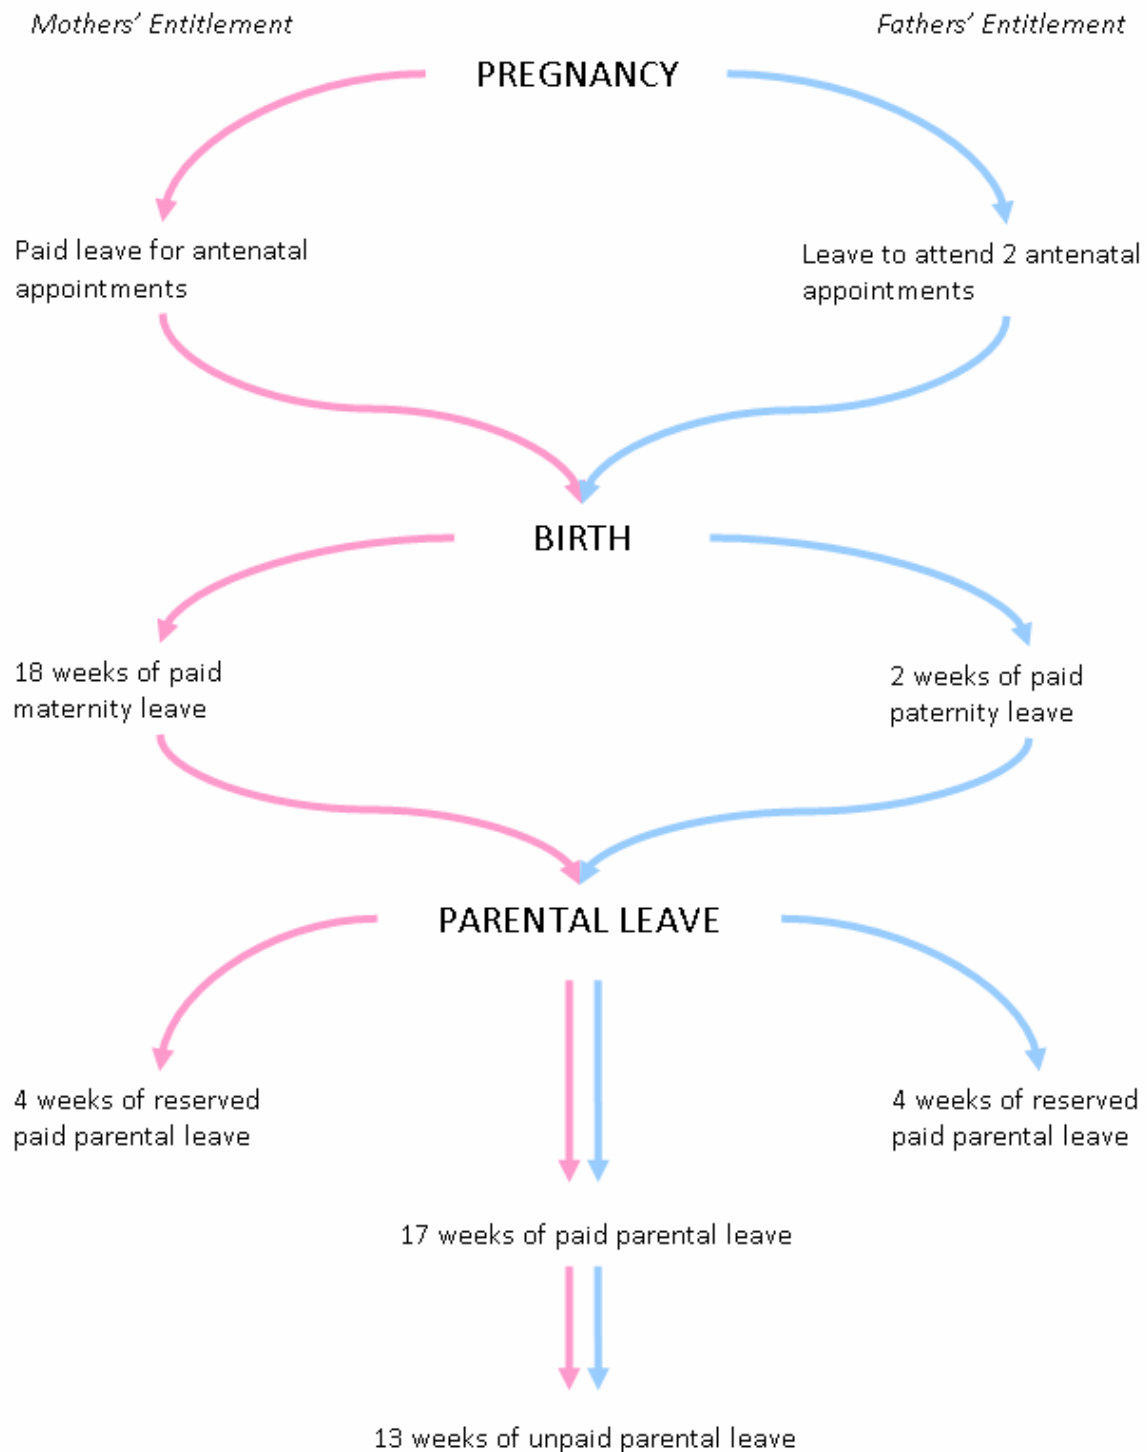 Mothers’ Entitlement
Fathers’ Entitlement
PREGNANCY
Paid leave for antenatal
appointments
Leave to attend 2 antenatal
appointments
BIRTH
18 weeks of paid
maternity leave
2 weeks of paid
paternity leave
PARENTAL LEAVE
4 weeks of reserved
paid parental leave
4 weeks of reserved
paid parental leave
17 weeks of paid parental leave
13 weeks of unpaid parental leave